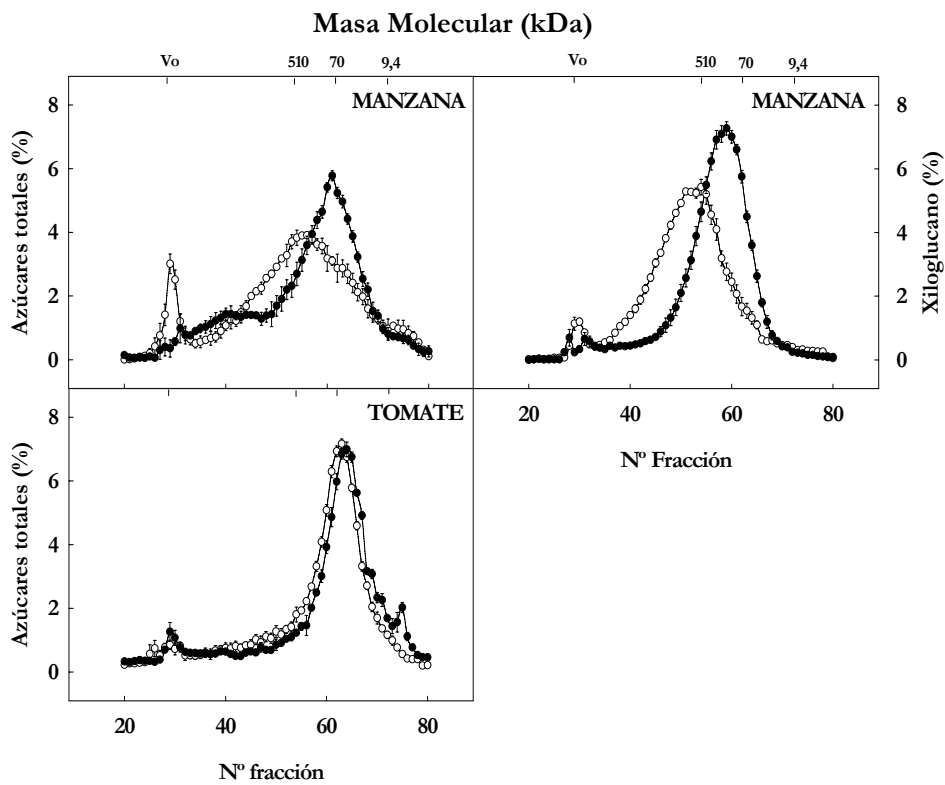 Masa Molecular (kDa)
Vo 510 70 9,4 Vo 510 70 9,4
MANZANA
8
6
4
2
0
Azúcares totales (%)
MANZANA
8
6
4
2
0
Xiloglucano (%)
20 40 60 80
Nº Fracción
TOMATE
8
6
4
2
0
Azúcares totales (%)
20 40 60 80
Nº fracción